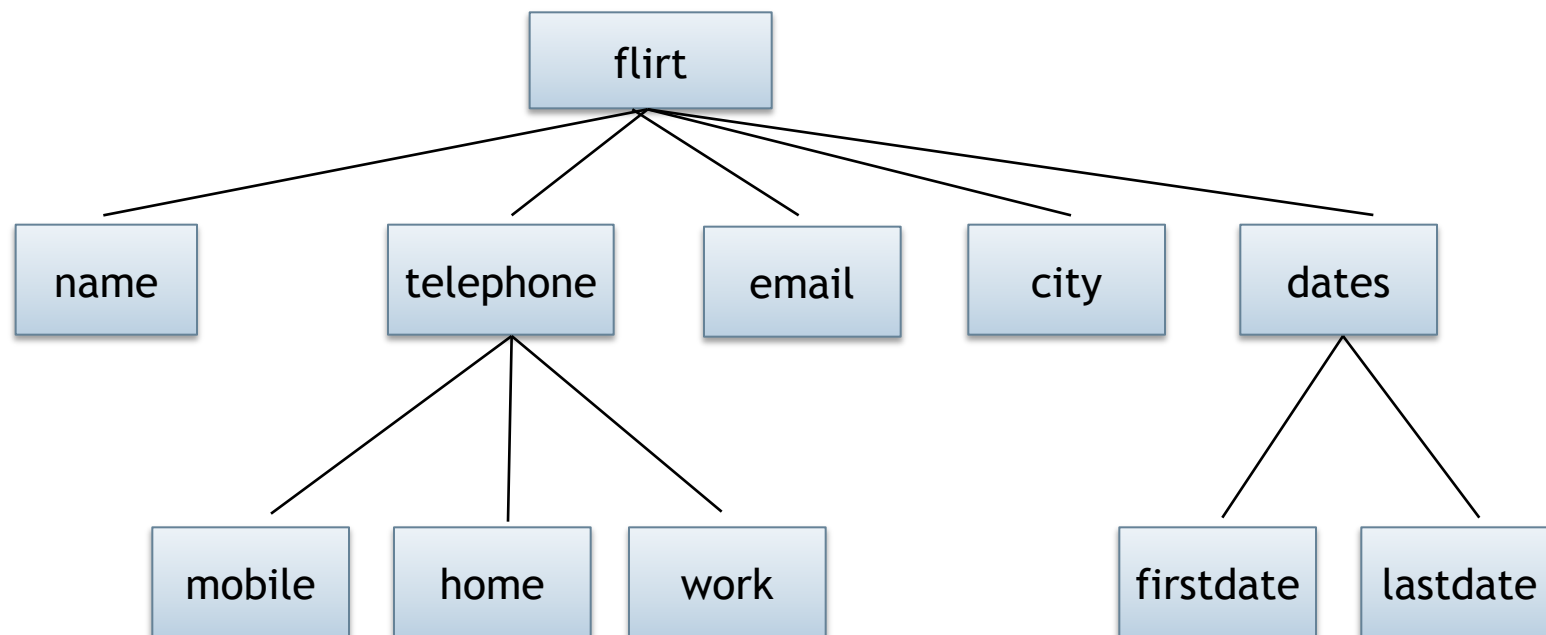 flirt
name
telephone
email
city
dates
mobile
home
work
firstdate
lastdate